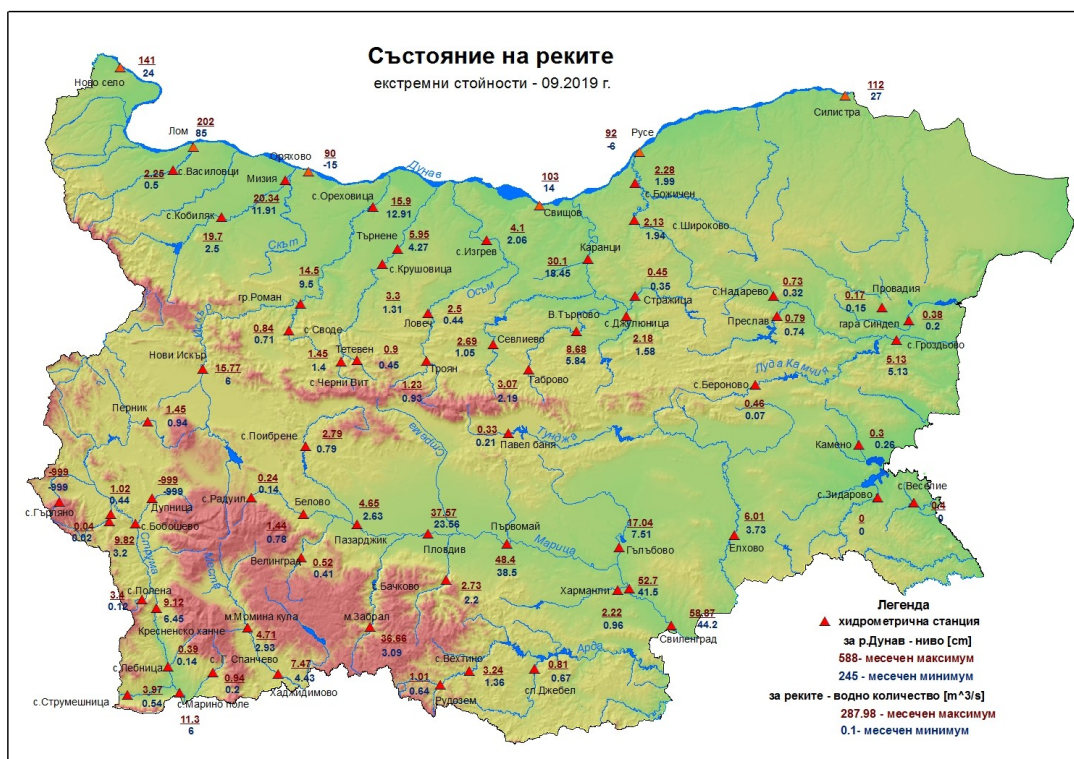 Състояние на реките
екстремни стойности - 09.2019 г.
141
24
Ново село
112
27
Силистра
202
85
Лом
92
-6
Русе
90
-15
Оряхово
Дунав
103
14
Свищов
2.25
0.5
с.Василовци
Мизия
20.34
11.91
с.Ореховица
15.9
12.91
2.28
1.99
с.Божичен
с.Кобиляк
19.7
2.5
Скът
Търнене
5.95
4.27
с.Крушовица
3.3
1.31
с.Изгрев
4.1
2.06
2.13
1.94
с.Широково
Каранци
30.1
18.45
14.5
9.5
гр.Роман
Искър
Осъм
2.5
0.44
Ловеч
0.45
0.35
Стражица
с.Джулюница
2.18
1.58
с.Надарево
0.73
0.32
Преслав
0.79
0.74
Провадия
0.17
0.15
гара Синдел
0.38
0.2
с.Гроздьово
5.13
5.13
0.84
0.71
с.Своде
В.Търново
8.68
5.84
2.69
1.05
Севлиево
Нови Искър
15.77
6
Тетевен
1.45
1.4
с.Черни Вит
0.9
0.45
Троян
1.23
0.93
3.07
2.19
Габрово
Луда Камчия
с.Бероново
0.46
0.07
Перник
1.45
0.94
с.Поибрене
2.79
0.79
Стряма
0.33
0.21
Павел баня
Тунджа
Камено
0.3
0.26
-999
-999
с.Гърляно
1.02
0.44
-999
-999
Дупница
с.Радуил
0.24
0.14
Белово
с.Зидарово
0
0
с.Веселие
0.4
0
0.04
0.02
с.Бобошево
9.82
3.2
1.44
0.78
4.65
2.63
Пазарджик
37.57
23.56
Пловдив
Първомай
48.4
38.5
Марица
17.04
7.51
Гълъбово
6.01
3.73
Елхово
Струма
Места
Велинград
0.52
0.41
с.Бачково
2.73
2.2
Харманли
2.22
0.96
52.7
41.5
58.87
44.2
Свиленград
с.Полена
3.4
0.12
9.12
6.45
Кресненско ханче
м.Момина кула
4.71
2.93
м.Забрал
36.66
3.09
с.Лебница
0.39
0.14
с. Г. Спанчево
0.94
0.2
7.47
4.43
Хаджидимово
с.Вехтино
3.24
1.36
1.01
0.64
Рудозем
Арда
0.81
0.67
сл.Джебел
с.Струмешница
3.97
0.54
с.Марино поле
11.3
6
Легенда
хидрометрична станция
за р.Дунав - ниво [cm]
588- месечен максимум
245 - месечен минимум
за реките - водно количество [m^3/s]
287.98 - месечен максимум
0.1- месечен минимум